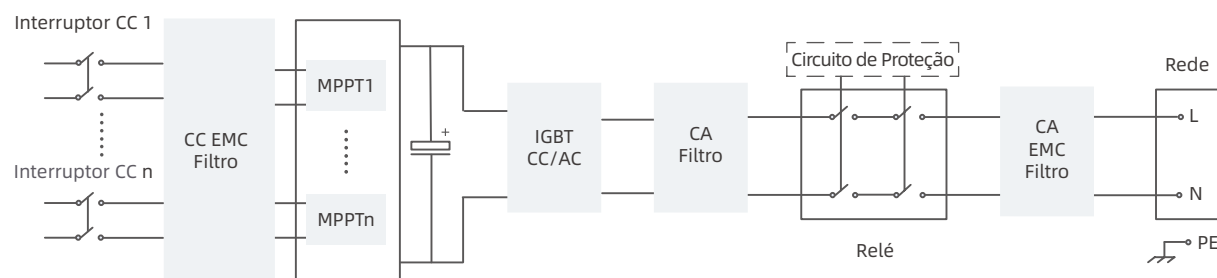 Interruptor CC 1
Interruptor CC n
CC EMC
Filtro
MPPT1
MPPTn
+
IGBT
CC/AC
CA
Filtro
Circuito de Proteção
Relé
CA
EMC
Filtro
Rede
L
N
PE